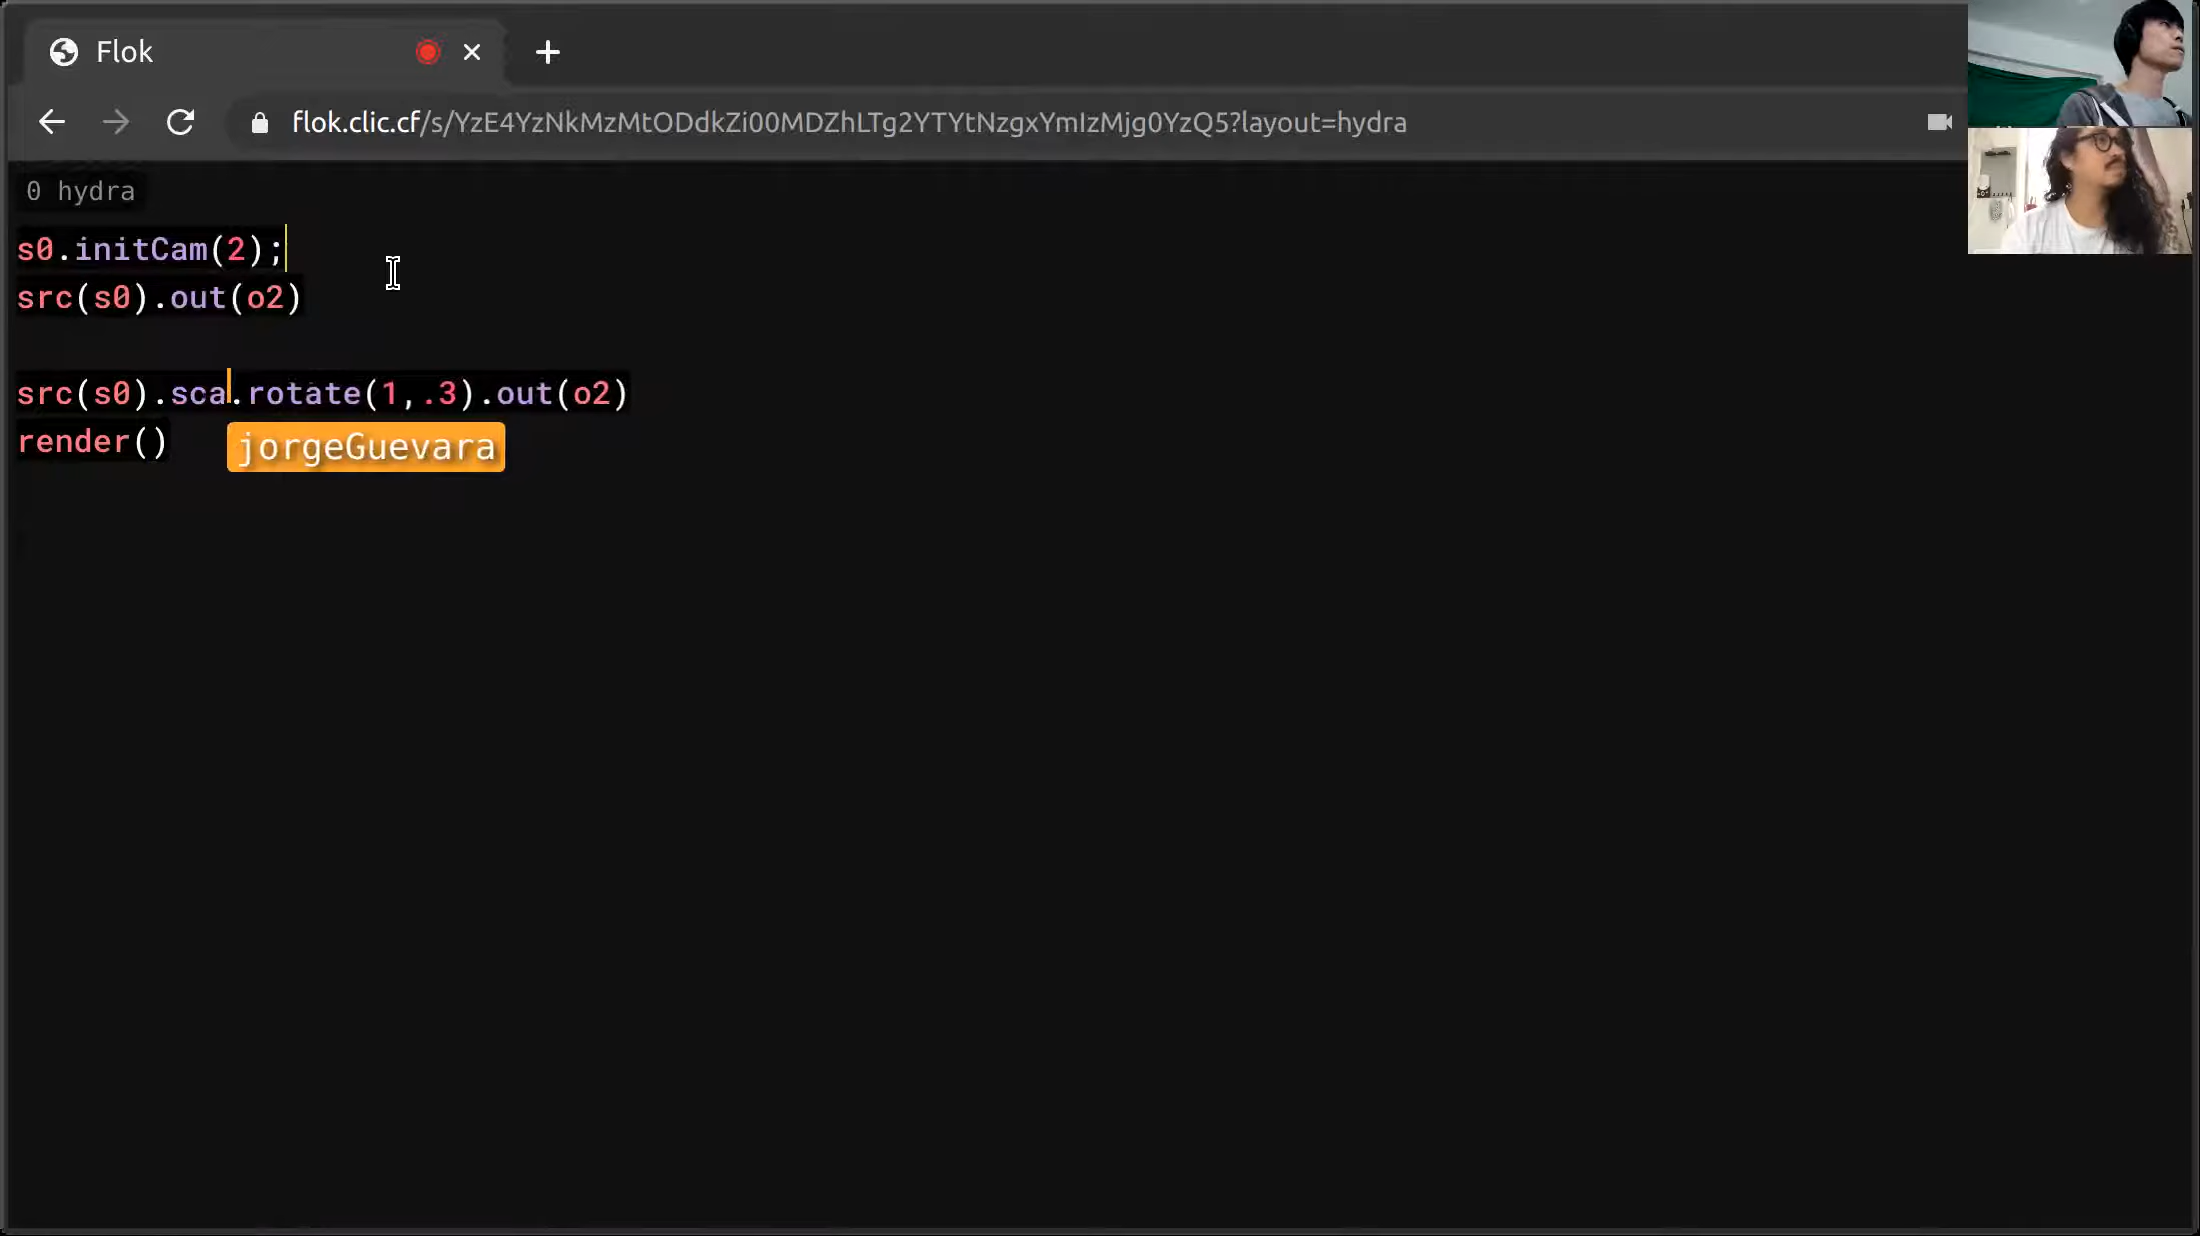 Flok
flok.clic.cf/s/YzE4YzNkMzMtODdkZi00MDZhLTg2YTYtNzgxYmIzMjg0YzQ5?layout=hydra
0 hydra
s0.initCam(2);
src(s0).out(o2)
src(s0).sca.rotate(1,.3).out(o2)
render()
jorgeGuevara